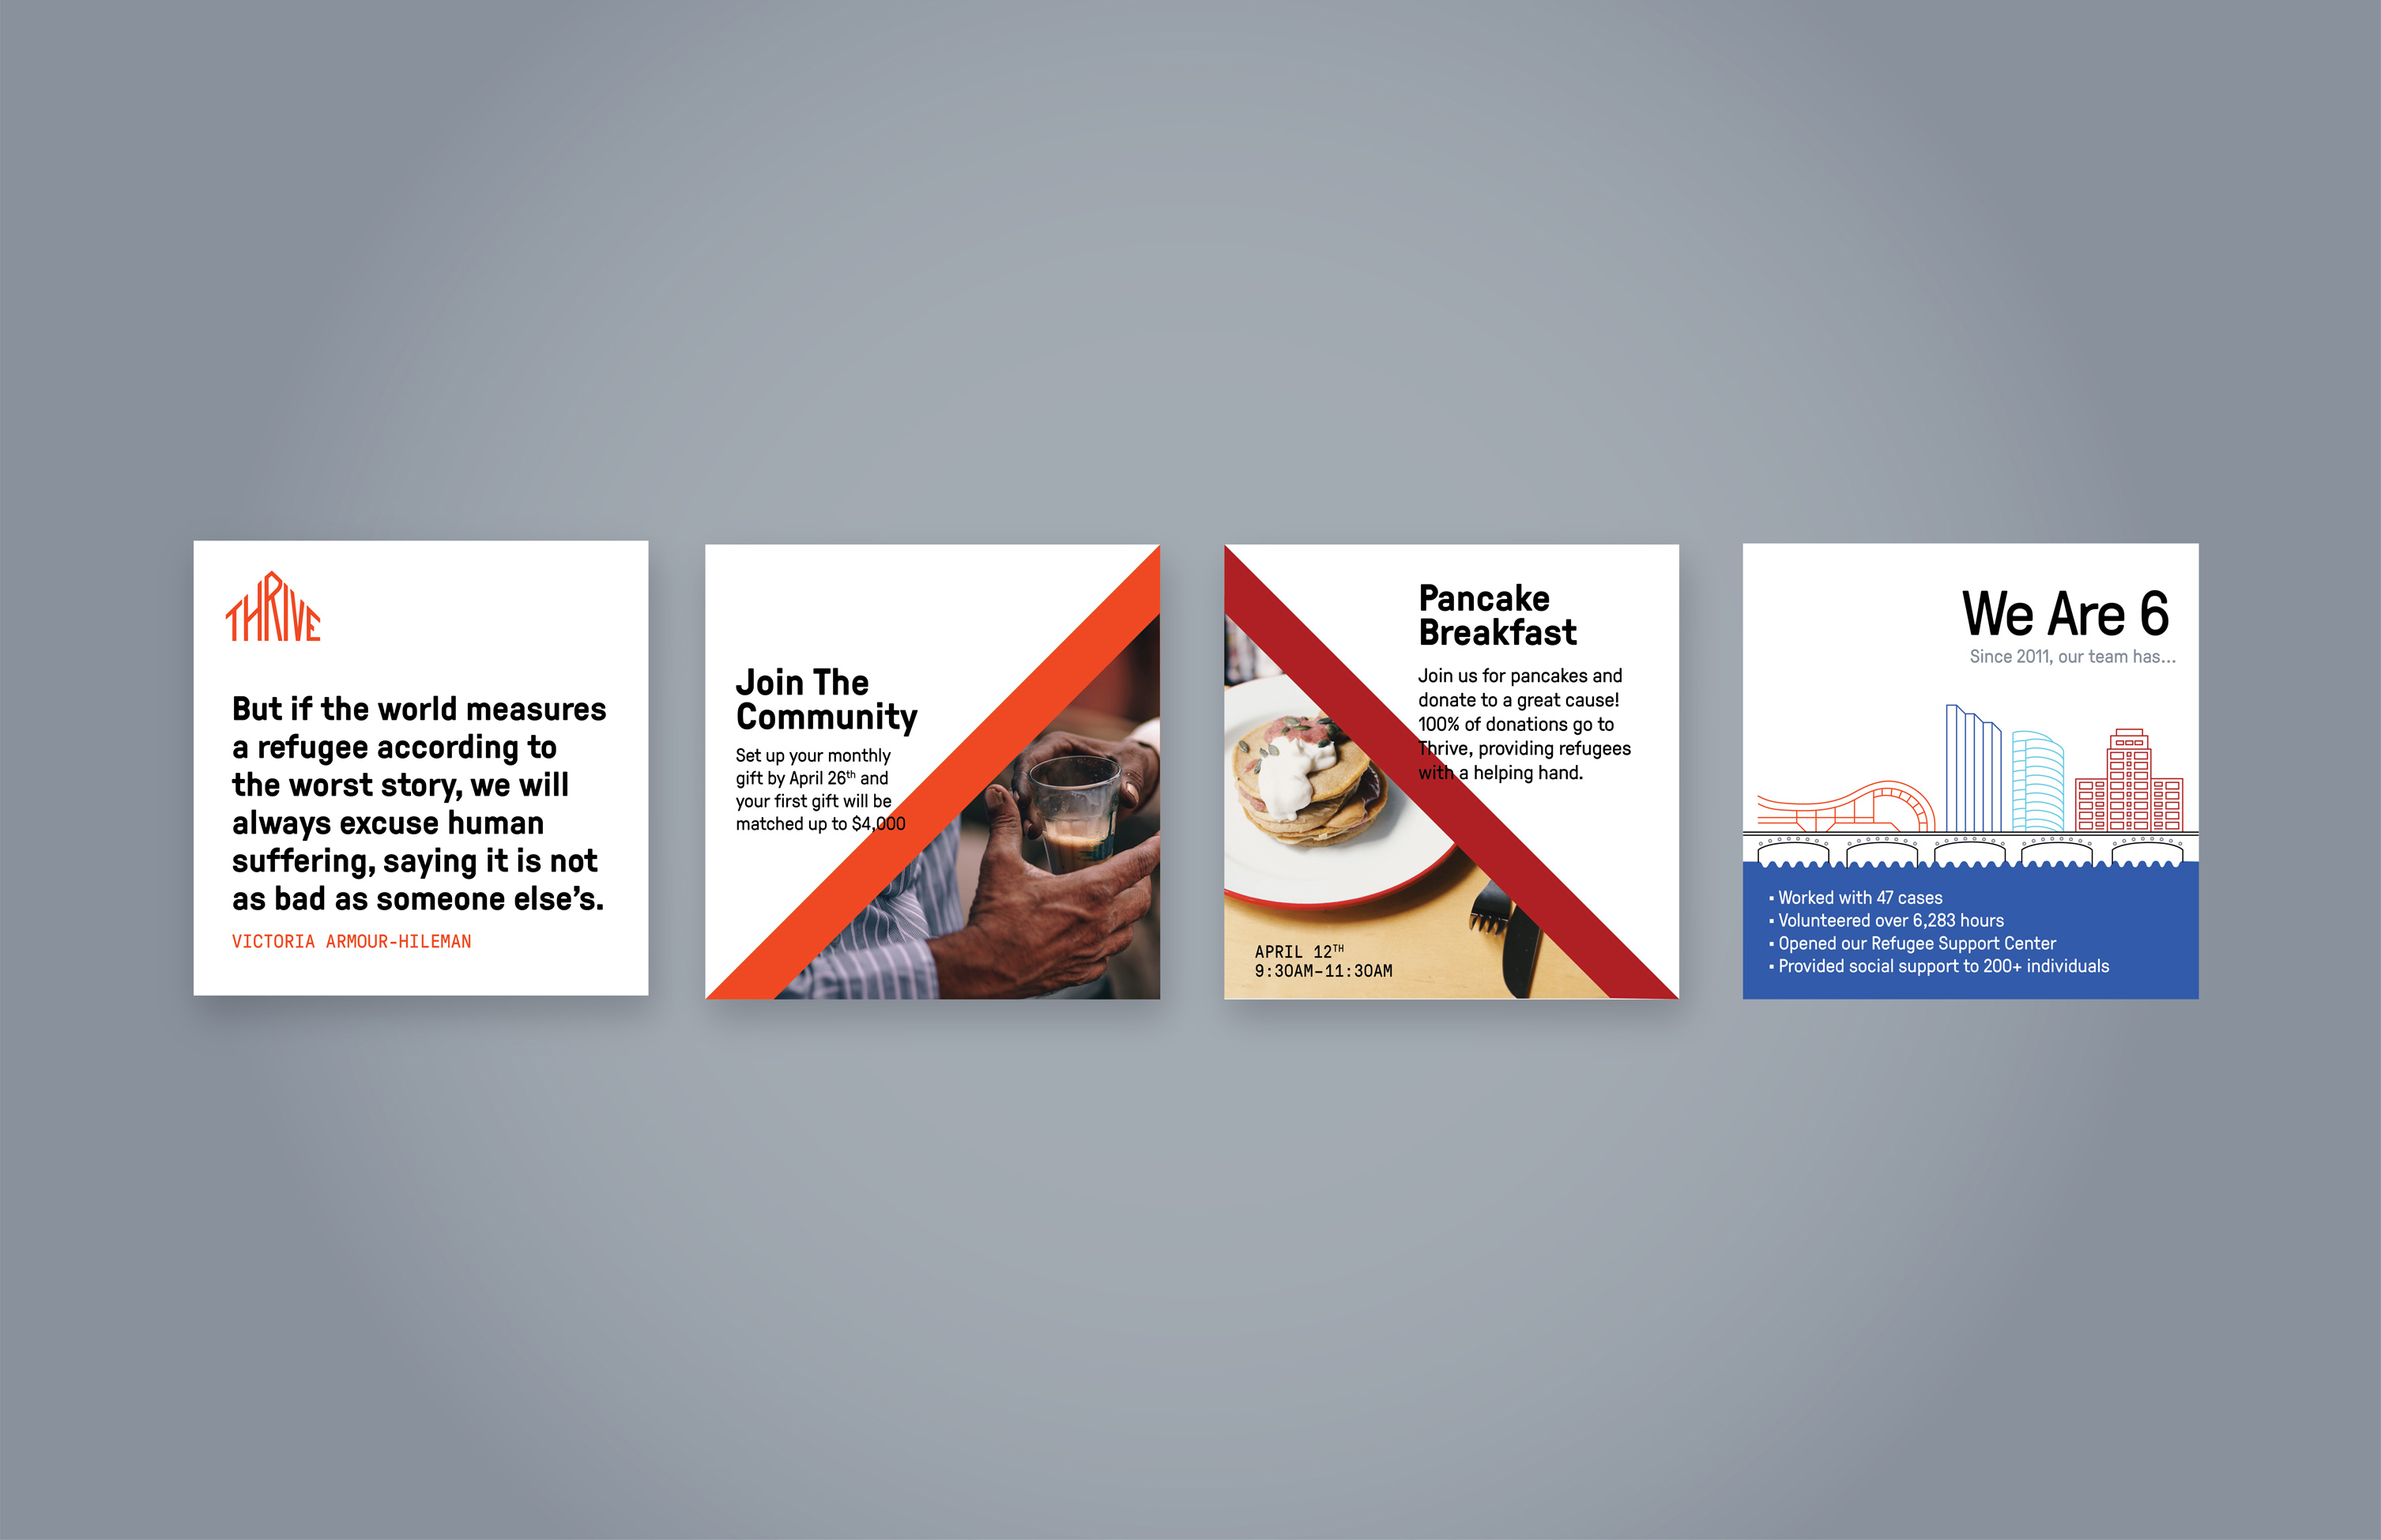 THRIVE
But if the world measures
a refugee according to
the worst story, we will
always excuse human
suffering, saying it is not
as bad as someone else’s.
VICTORIA ARMOUR-HILEMAN
Join The
Community
Set up your monthly
gift by April 26th and
your first gift will be
matched up to $4,000
Pancake
Breakfast
Join us for pancakes and
donate to a great cause!
100% of donations go to
Thrive, providing refugees
with a helping hand.
APRIL 12TH
9:30AM–11:30AM
We Are 6
Since 2011, our team has...
▪ Worked with 47 cases
▪ Volunteered over 6,283 hours
▪ Opened our Refugee Support Center
▪ Provided social support to 200+ individuals